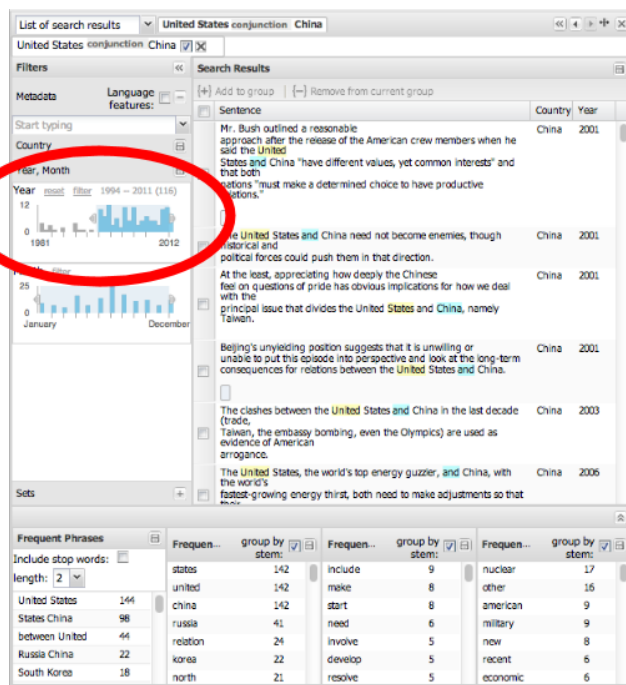 List of search results
United States conjunction China
United States conjunction China
Filters
Search Results
Metadata
Language features:
{+} Add to group | {−} Remove from current group
Sentence Country Year
Start typing
Country
Year, Month
Year reset filter 1994 – 2011 (116)
12
0
1981 2012
filter
25
0
January December
Sets
Mr. Bush outlined a reasonable
approach after the release of the American crew members when he
said the United
States and China "have different values, yet common interests" and
that both
nations "must make a determined choice to have productive
relations."
China 2001
The United States and China need not become enemies, though
historical and
political forces could push them in that direction.
China 2001
At the least, appreciating how deeply the Chinese
feel on questions of pride has obvious implications for how we deal
with the
principal issue that divides the United States and China, namely
Taiwan.
China 2001
Beijing's unyielding position suggests that it is unwilling or
unable to put this episode into perspective and look at the long-term
consequences for relations between the United States and China.
China 2001
The clashes between the United States and China in the last decade
(trade,
Taiwan, the embassy bombing, even the Olympics) are used as
evidence of American
arrogance.
China 2003
The United States, the world's top energy guzzler, and China, with
the world's
fastest-growing energy thirst, both need to make adjustments so that
China 2006
Frequent Phrases
Include stop words:
length: 2
United States 144
States China 98
between United 44
Russia China 22
South Korea 18
Frequen... group by stem:
states 142
united 142
china 142
russia 41
relation 24
korea 22
north 21
Frequen... group by stem:
include 9
make 8
start 8
need 6
involve 5
develop 5
resolve 5
Frequen... group by stem:
nuclear 17
other 16
american 9
military 9
new 8
recent 6
economic 6